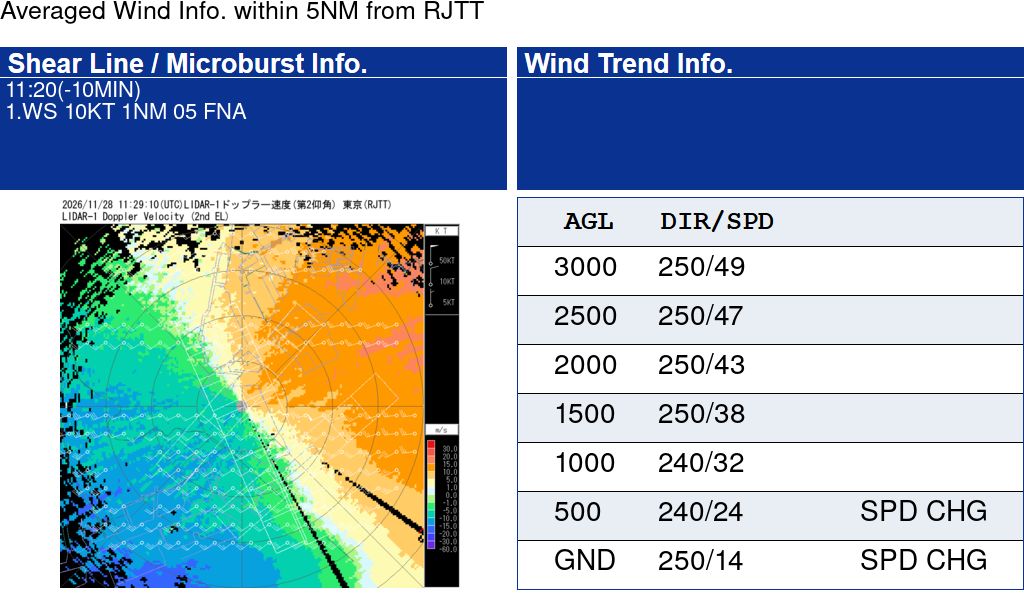 Averaged Wind Info. within 5NM from RJTT
Shear Line / Microburst Info.
11:20(-10MIN)
1.WS 10KT 1NM 05 FNA
Wind Trend Info.
2026/11/28 11:29:10(UTC)LIDAR-1ドップラー速度(第2仰角) 東京(RJTT)
LIDAR-1 Doppler Velocity (2nd EL)
K T
50KT
10KT
5KT
m/s
30.0
20.0
15.0
10.0
5.0
1.0
0.0
-1.0
-5.0
-10.0
-15.0
-20.0
-30.0
-60.0
AGL DIR/SPD
3000 250/49
2500 250/47
2000 250/43
1500 250/38
1000 240/32
500 240/24 SPD CHG
GND 250/14 SPD CHG